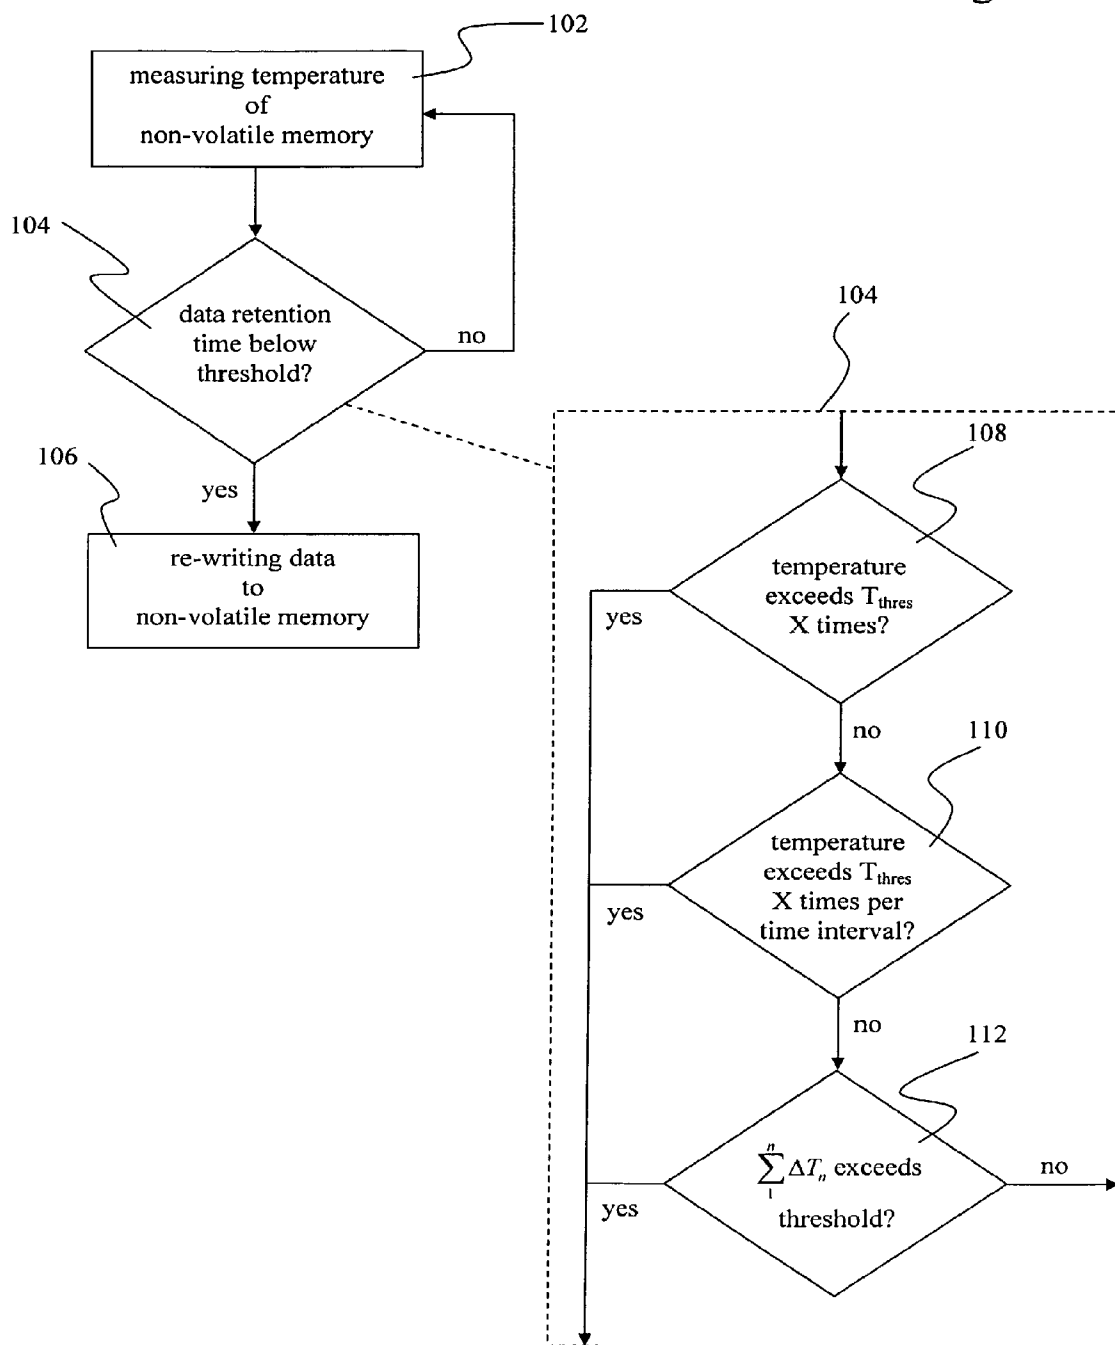 102
measuring temperature
of
non-volatile memory
104
data retention
time below
threshold?
no
104
108
106
yes
re-writing data
to
non-volatile memory
temperature
exceeds T_thres
X times?
yes
no
110
temperature
exceeds T_thres
X times per
time interval?
yes
no
112
n
∑ ΔT_n exceeds
1
threshold?
no
yes